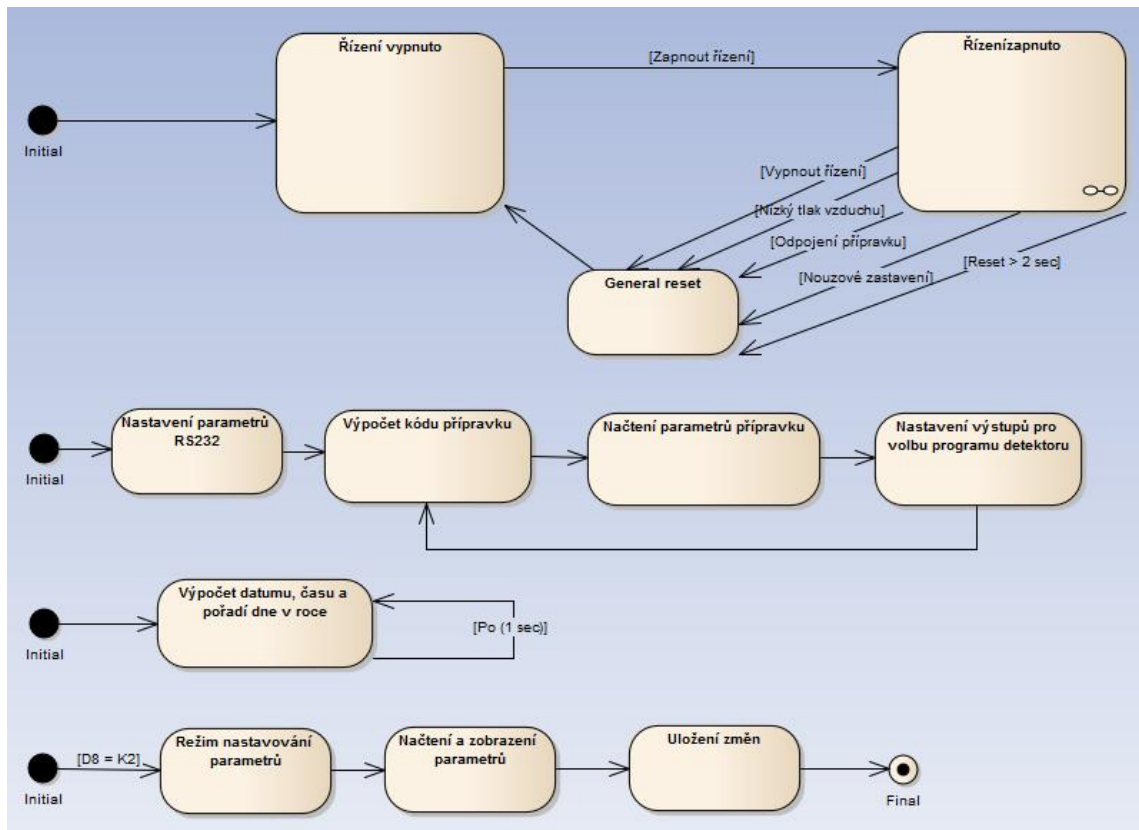 Řízení vypnuto
[Zapnout řízení]
Řízenízapnuto
Initial
[Vypnout řízení]
[Nízký tlak vzduchu]
[Odpojení přípravku]
[Reset > 2 sec]
[Nouzové zastavení]
General reset
Nastavení parametrů
RS232
Výpočet kódu přípravku
Načtení parametrů přípravku
Nastavení výstupů pro
volbu programu detektoru
Initial
Výpočet datumu, času a
pořadí dne v roce
[Po (1 sec)]
Initial
[D8 = K2]
Režim nastavování
parametrů
Načtení a zobrazení
parametrů
Uložení změn
Initial
Final